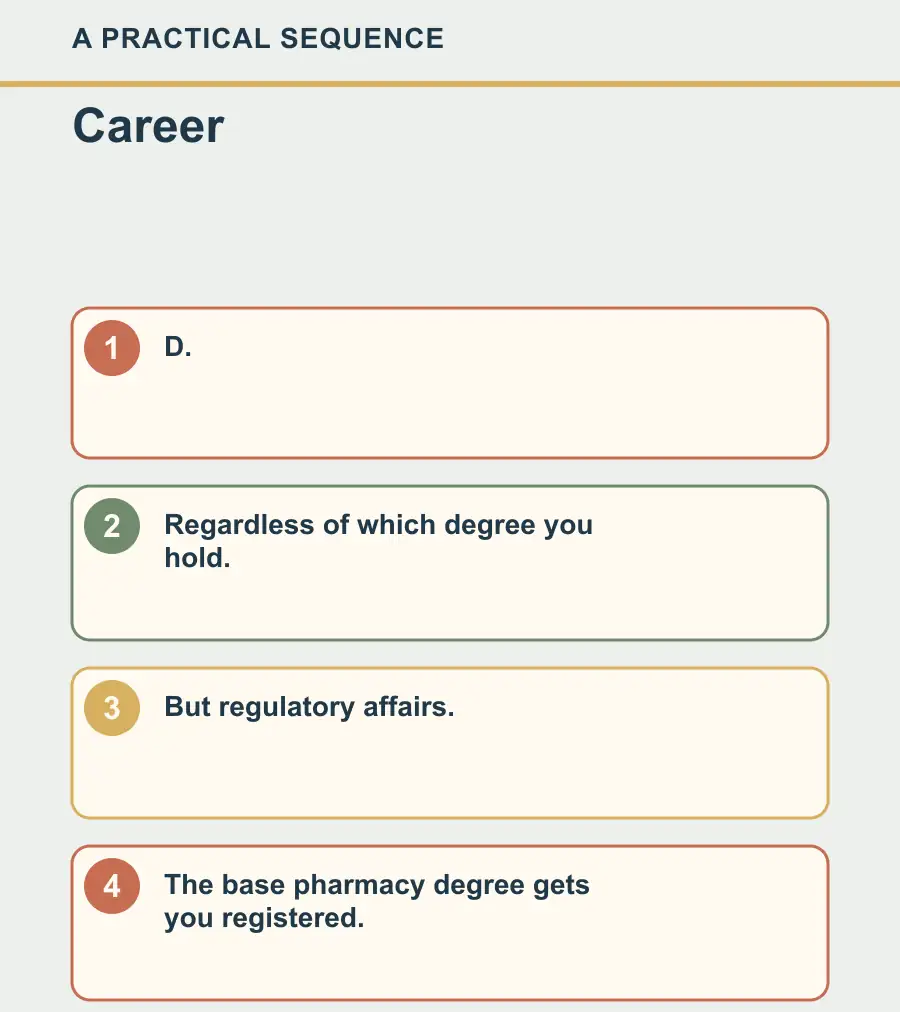 A PRACTICAL SEQUENCE
Career
1
D.
2
Regardless of which degree you
hold.
3
But regulatory affairs.
4
The base pharmacy degree gets
you registered.